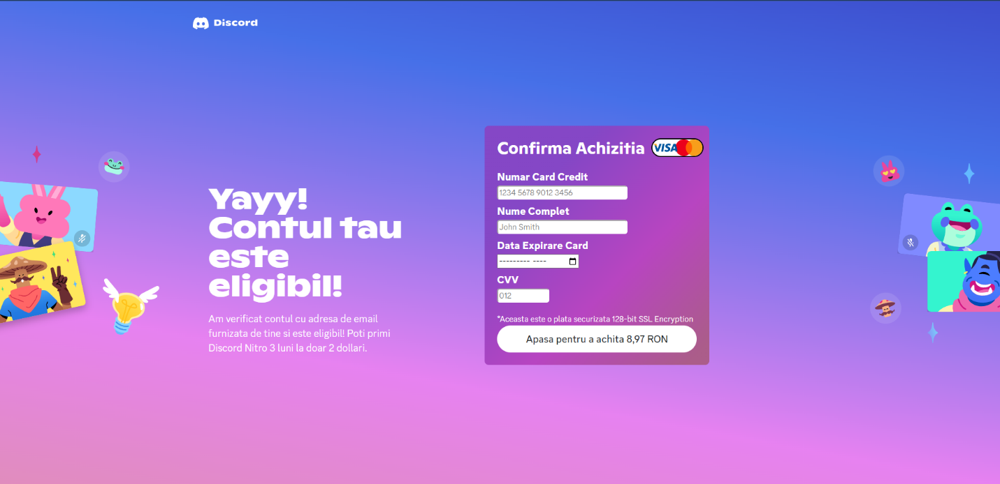 Discord
Yayy!
Contul tau
este
eligibil!
Am verificat contul cu adresa de email
furnizata de tine si este eligibil! Poti primi
Discord Nitro 3 luni la doar 2 dollari.
Confirma Achizitia VISA
Numar Card Credit
1234 5678 9012 3456
Nume Complet
John Smith
Data Expirare Card
--------- ----
CVV
012
*Aceasta este o plata securizata 128-bit SSL Encryption
Apasa pentru a achita 8,97 RON